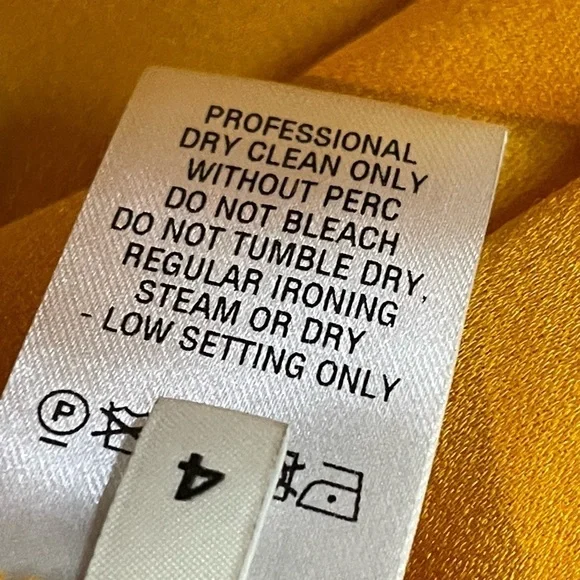 PROFESSIONAL
DRY CLEAN ONLY
WITHOUT PERC
DO NOT BLEACH
DO NOT TUMBLE DRY,
REGULAR IRONING
STEAM OR DRY
- LOW SETTING ONLY
P
4